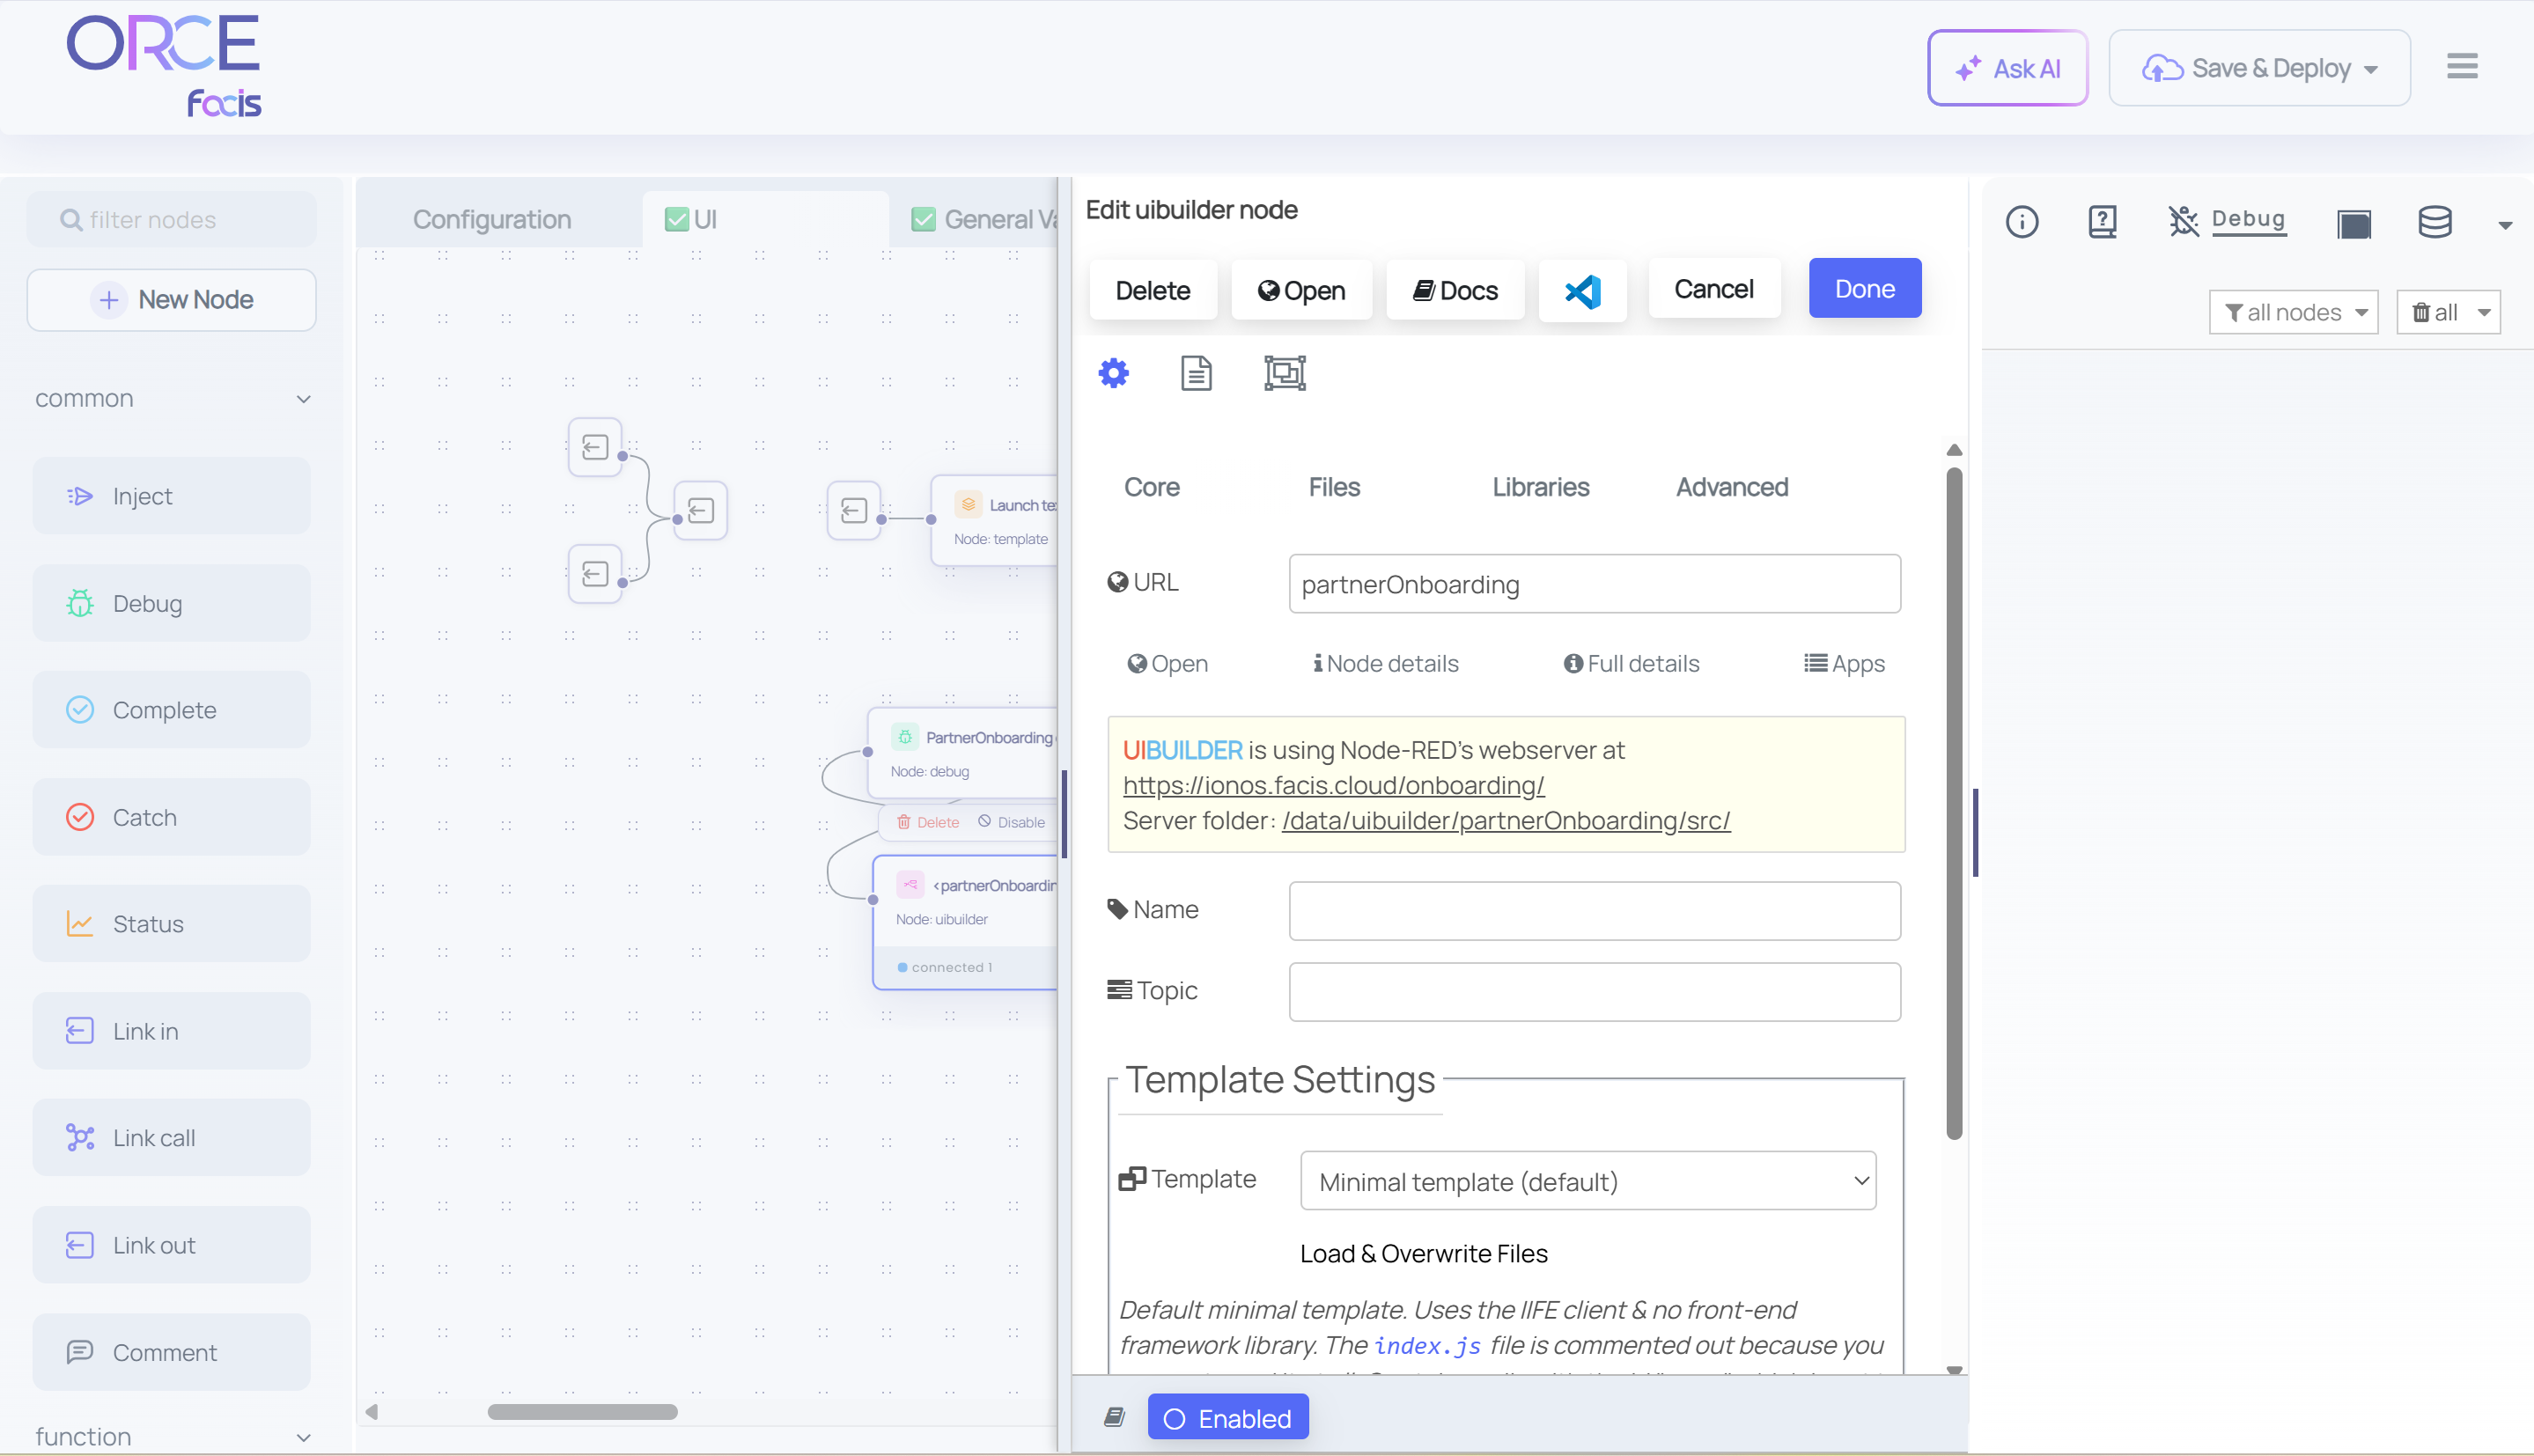 ORCE
facis
Ask AI
Save & Deploy
filter nodes
New Node
common
Inject
Debug
Complete
Catch
Status
Link in
Link call
Link out
Comment
function
Configuration
✅ UI
✅ General Va
Launch te
Node: template
PartnerOnboarding
Node: debug
Delete
Disable
<partnerOnboardin
Node: uibuilder
connected 1
Edit uibuilder node
Delete
Open
Docs
Cancel
Done
Core
Files
Libraries
Advanced
URL
partnerOnboarding
Open
Node details
Full details
Apps
UIBUILDER is using Node-RED's webserver at
https://ionos.facis.cloud/onboarding/
Server folder: /data/uibuilder/partnerOnboarding/src/
Name
Topic
Template Settings
Template
Minimal template (default)
Load & Overwrite Files
Default minimal template. Uses the IIFE client & no front-end
framework library. The index.js file is commented out because you
Enabled
Debug
all nodes
all